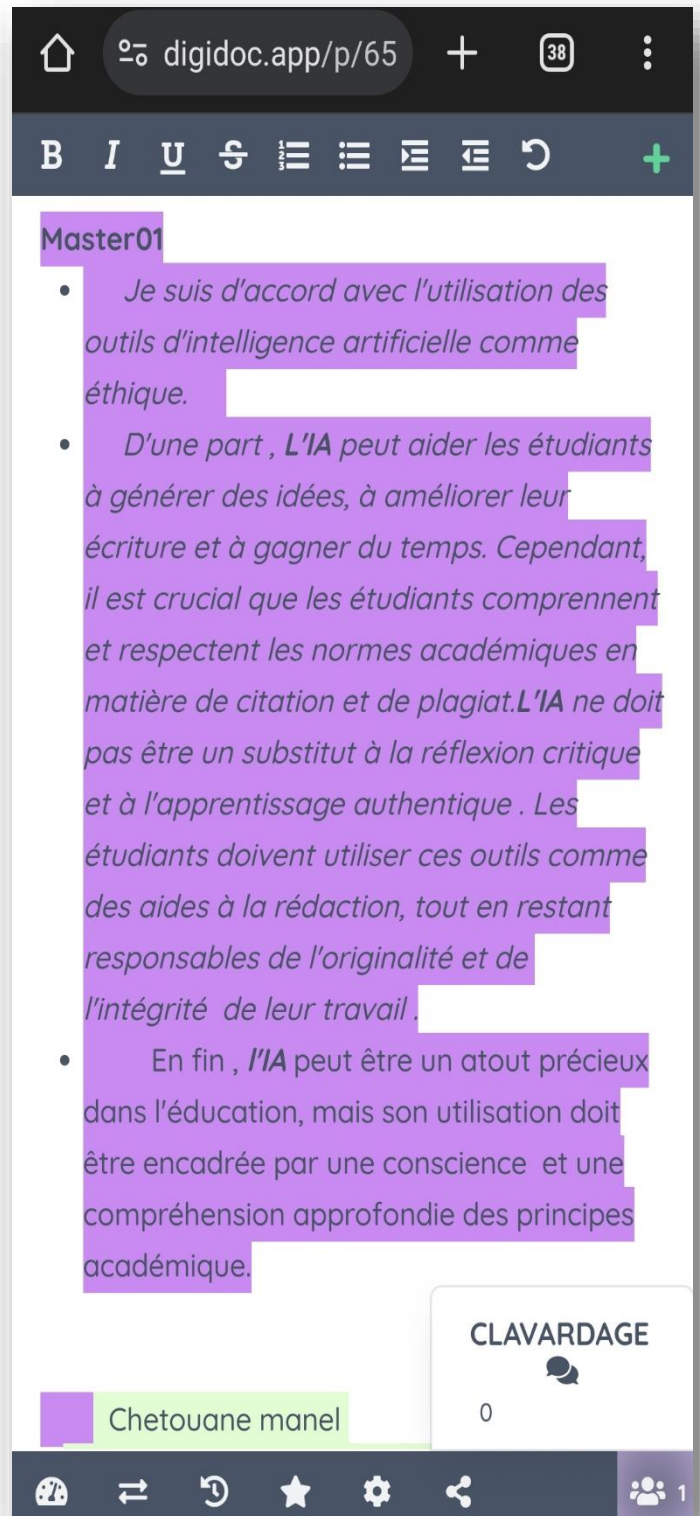 digidoc.app/p/65
38
B I U S
Master01
Je suis d'accord avec l'utilisation des
outils d'intelligence artificielle comme
éthique.
D'une part , L'IA peut aider les étudiants
à générer des idées, à améliorer leur
écriture et à gagner du temps. Cependant,
il est crucial que les étudiants comprennent
et respectent les normes académiques en
matière de citation et de plagiat.L'IA ne doit
pas être un substitut à la réflexion critique
et à l'apprentissage authentique . Les
étudiants doivent utiliser ces outils comme
des aides à la rédaction, tout en restant
responsables de l'originalité et de
l'intégrité  de leur travail .
En fin , l'IA peut être un atout précieux
dans l'éducation, mais son utilisation doit
être encadrée par une conscience  et une
compréhension approfondie des principes
académique.
CLAVARDAGE
0
Chetouane manel
1